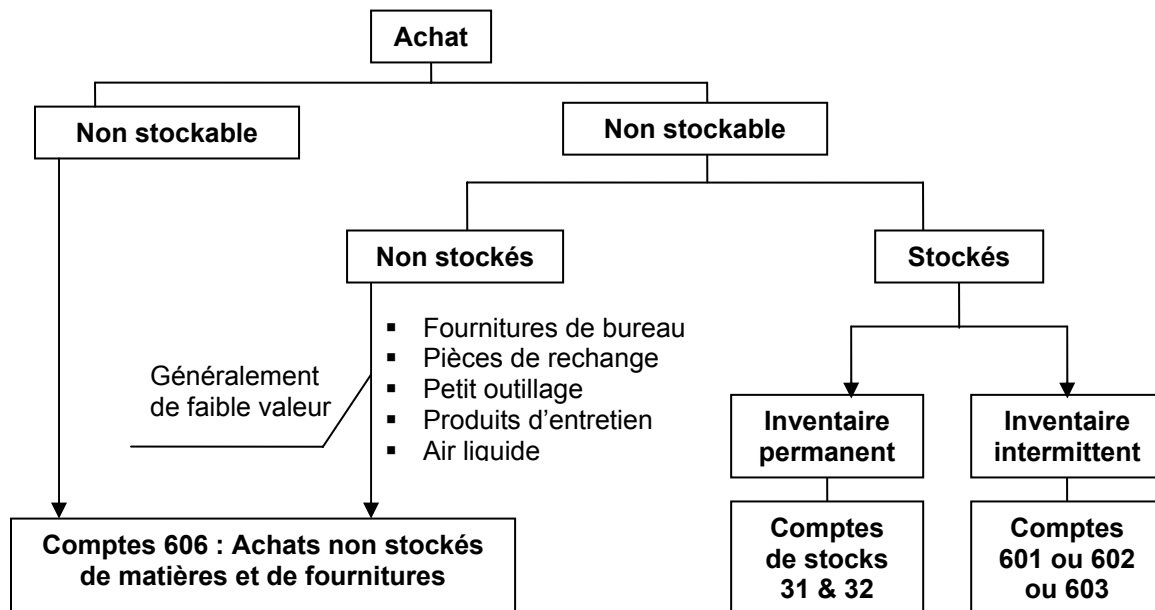 Achat
Non stockable
Non stockable
Non stockés
Stockés
Généralement
de faible valeur
▪ Fournitures de bureau
▪ Pièces de rechange
▪ Petit outillage
▪ Produits d’entretien
▪ Air liquide
Inventaire
permanent
Inventaire
intermittent
Comptes 606 : Achats non stockés
de matières et de fournitures
Comptes
de stocks
31 & 32
Comptes
601 ou 602
ou 603